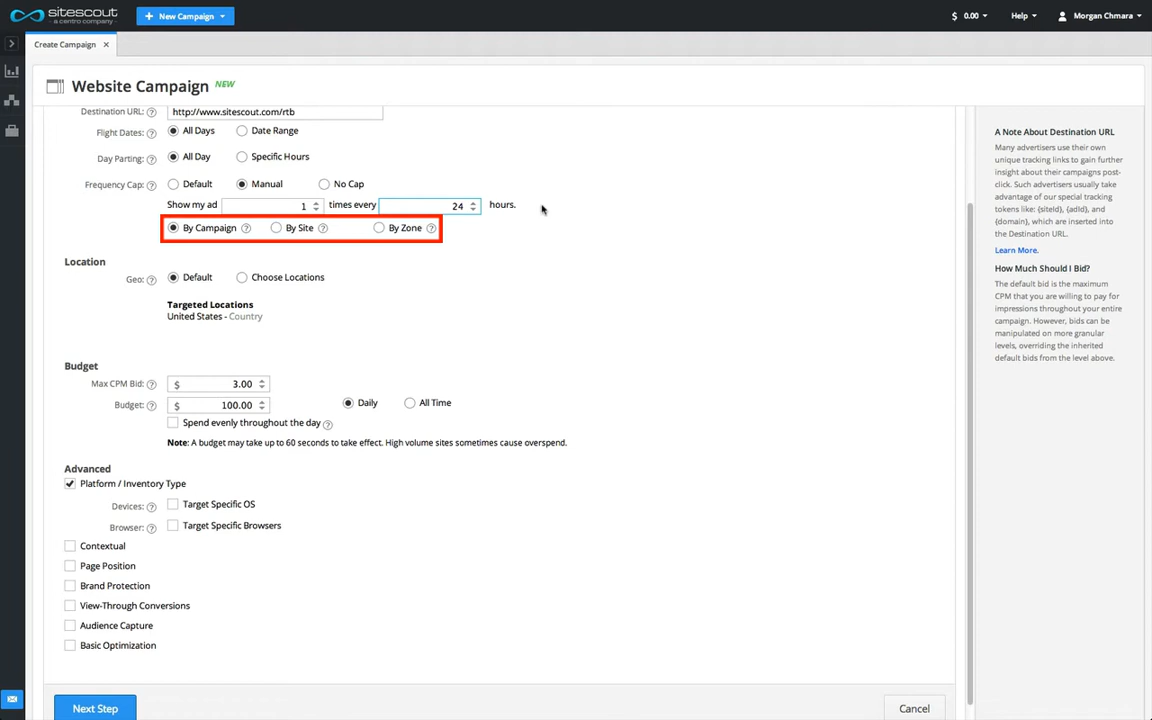 sitescout
a centro company
New Campaign
$ 0.00
Help
Morgan Chmara
Create Campaign
Website Campaign NEW
Destination URL: http://www.sitescout.com/rtb
Flight Dates: All Days Date Range
Day Parting: All Day Specific Hours
Frequency Cap: Default Manual No Cap
Show my ad 1 times every 24 hours.
By Campaign By Site By Zone
Location
Geo: Default Choose Locations
Targeted Locations
United States - Country
Budget
Max CPM Bid: $ 3.00
Budget: $ 100.00 Daily All Time
Spend evenly throughout the day
Note: A budget may take up to 60 seconds to take effect. High volume sites sometimes cause overspend.
Advanced
Platform / Inventory Type
Devices: Target Specific OS
Browser: Target Specific Browsers
Contextual
Page Position
Brand Protection
View-Through Conversions
Audience Capture
Basic Optimization
Next Step
Cancel
A Note About Destination URL
Many advertisers use their own
unique tracking links to gain further
insight about their campaigns post-
click. Such advertisers usually take
advantage of our special tracking
tokens like: {siteId}, {adId}, and
{domain}, which are inserted into
the Destination URL.
Learn More.
How Much Should I Bid?
The default bid is the maximum
CPM that you are willing to pay for
impressions throughout your entire
campaign. However, bids can be
manipulated on more granular
levels, overriding the inherited
default bids from the level above.